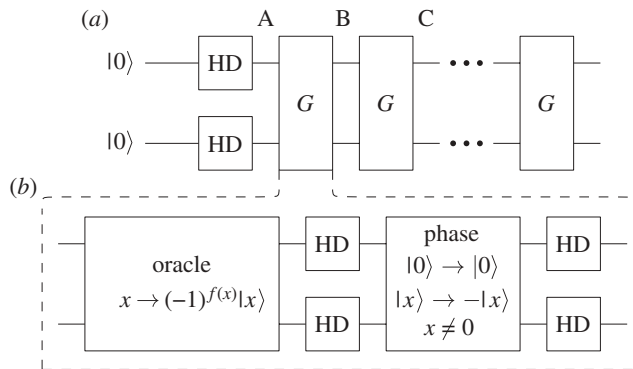 (a) A B C
|0⟩ HD G G ••• G
|0⟩ HD •••
(b)
oracle
x → (-1)^{f(x)}|x⟩
HD
HD
phase
|0⟩ → |0⟩
|x⟩ → -|x⟩
x ≠ 0
HD
HD